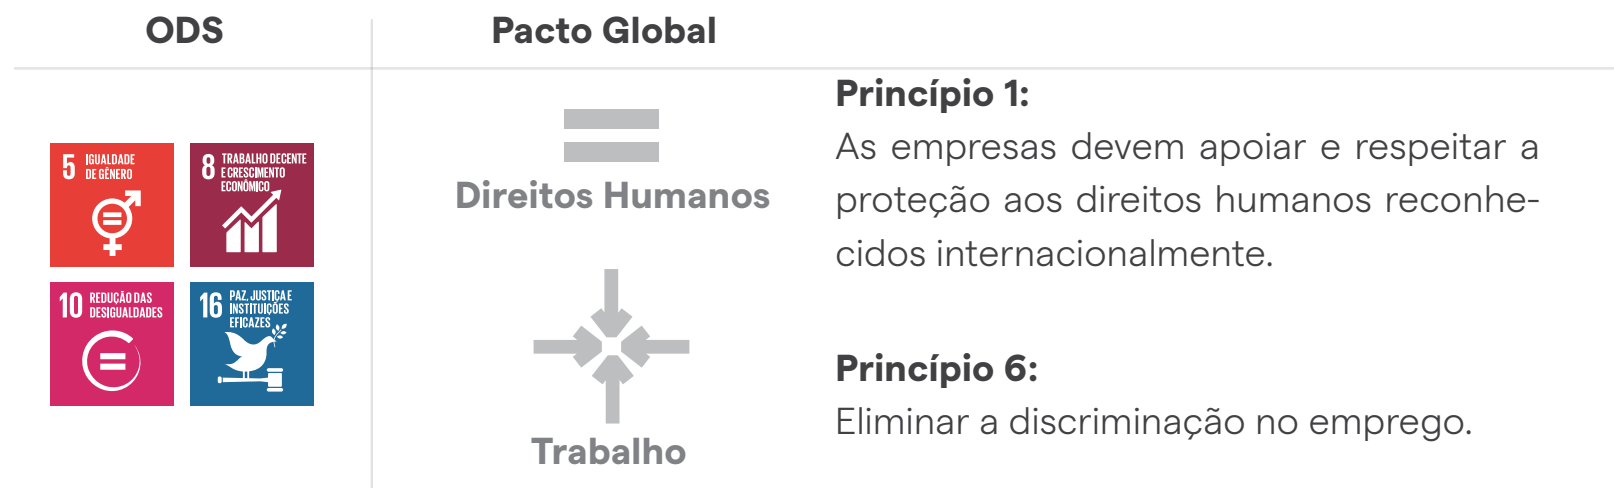 ODS
Pacto Global
5 IGUALDADE
DE GÊNERO
8 TRABALHO DECENTE
E CRESCIMENTO
ECONÔMICO
10 REDUÇÃO DAS
DESIGUALDADES
16 PAZ, JUSTIÇA E
INSTITUIÇÕES
EFICAZES
Direitos Humanos
Trabalho
Princípio 1:
As empresas devem apoiar e respeitar a
proteção aos direitos humanos reconhe-
cidos internacionalmente.
Princípio 6:
Eliminar a discriminação no emprego.